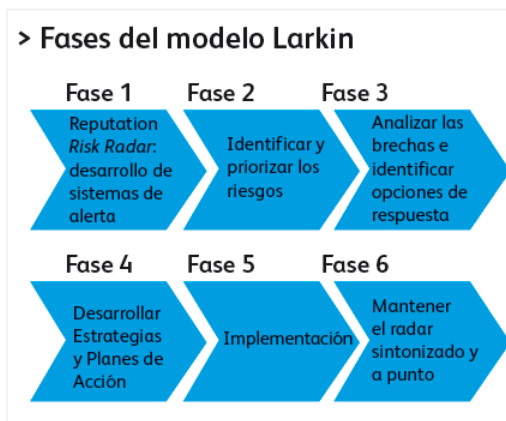 > Fases del modelo Larkin
Fase 1
Reputation
Risk Radar:
desarrollo de
sistemas de
alerta
Fase 2
Identificar y
priorizar los
riesgos
Fase 3
Analizar las
brechas e
identificar
opciones de
respuesta
Fase 4
Desarrollar
Estrategias
y Planes de
Acción
Fase 5
Implementación
Fase 6
Mantener
el radar
sintonizado y
a punto